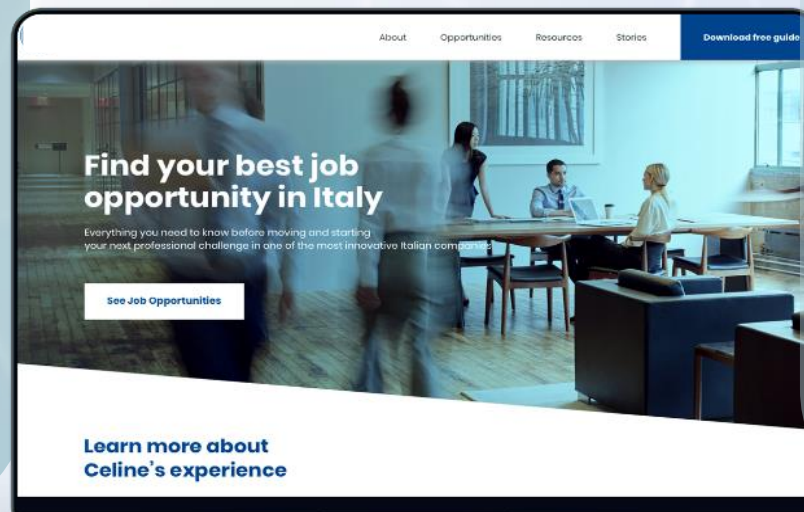 About Opportunities Resources Stories Download free guide
Find your best job
opportunity in Italy
Everything you need to know before moving and starting
your next professional challenge in one of the most innovative Italian companies
See Job Opportunities
Learn more about
Celine's experience